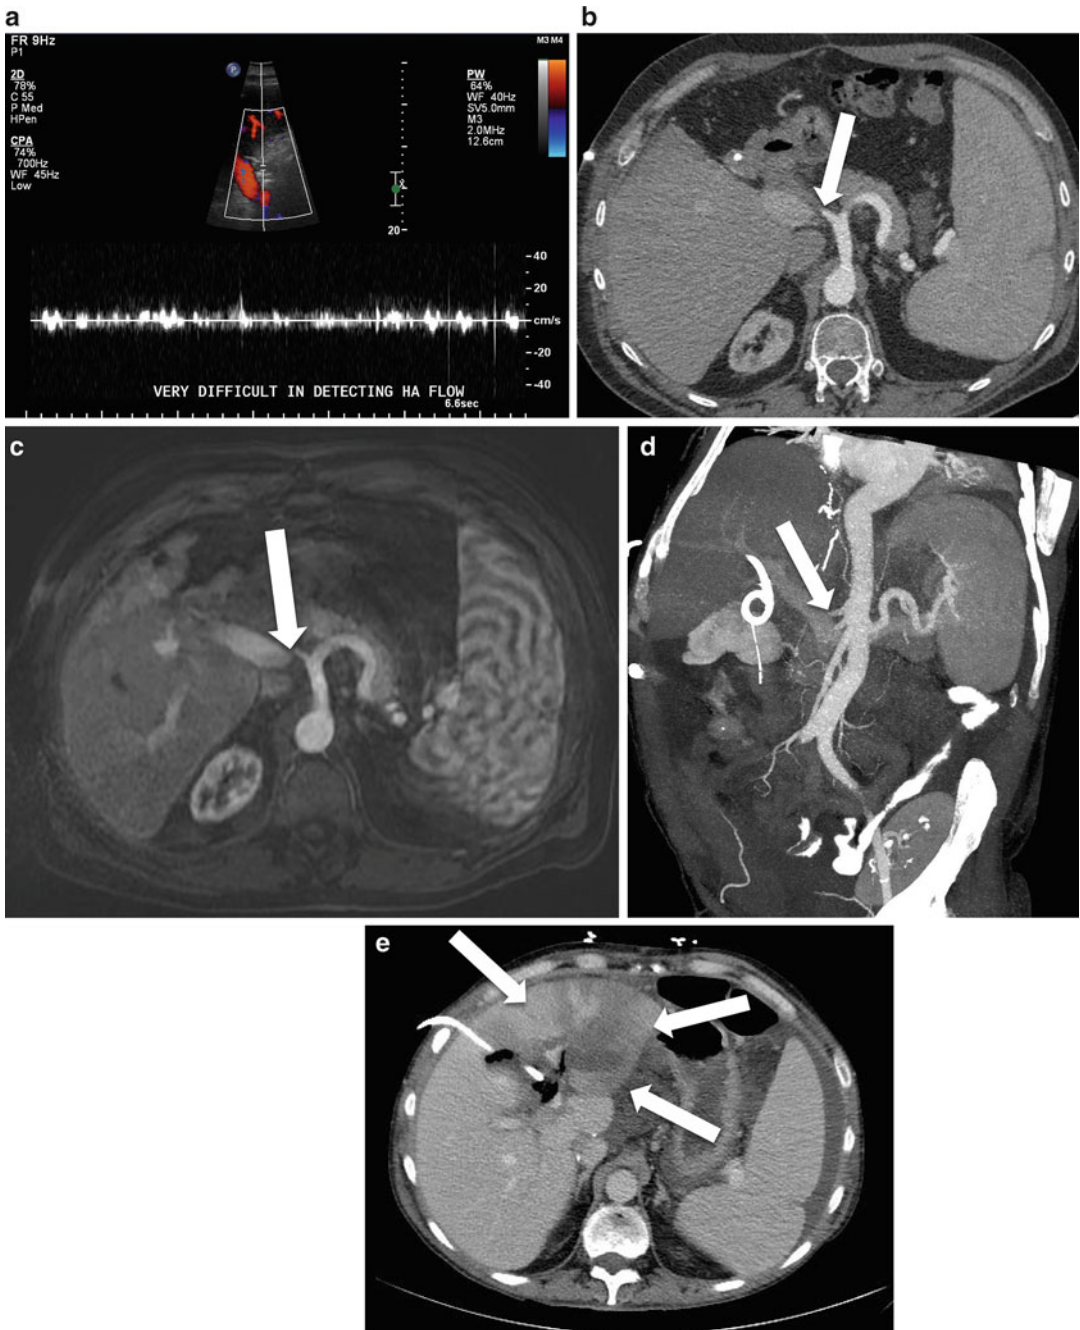 a
FR 9Hz
P1
M3 M4
2D
78%
C 55
P Med
HPen
CPA
74%
700Hz
WF 45Hz
Low
PW
64%
WF 40Hz
SV5.0mm
M3
2.0MHz
12.6cm
P
20
40
20
cm/s
-20
-40
VERY DIFFICULT IN DETECTING HA FLOW
6.6sec
b
c
d
e